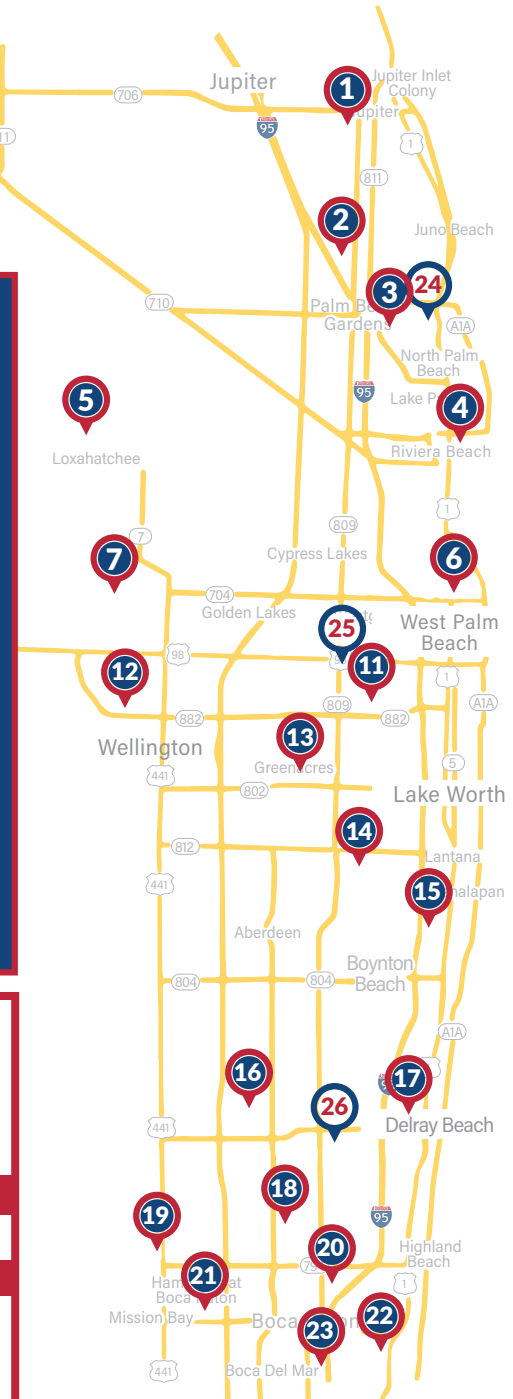 Jupiter
1
Jupiter Inlet
Colony
706
95
1
811
2
Juno Beach
3
24
710
Gardens
A1A
North Palm
Beach
95
5
Lake
4
Loxahatchee
Riviera Beach
1
7
809
7
Cypress Lakes
6
704
Golden Lakes
West Palm
Beach
25
98
12
11
1
A1A
809
882
882
13
Wellington
Greenacres
5
441
802
Lake Worth
14
812
Lantana
441
15
Aberdeen
Boynton
Beach
804
804
A1A
16
17
26
441
Delray Beach
18
19
95
20
Highland
Beach
21
1
Mission Bay
Boca
23
22
441
Boca Del Mar